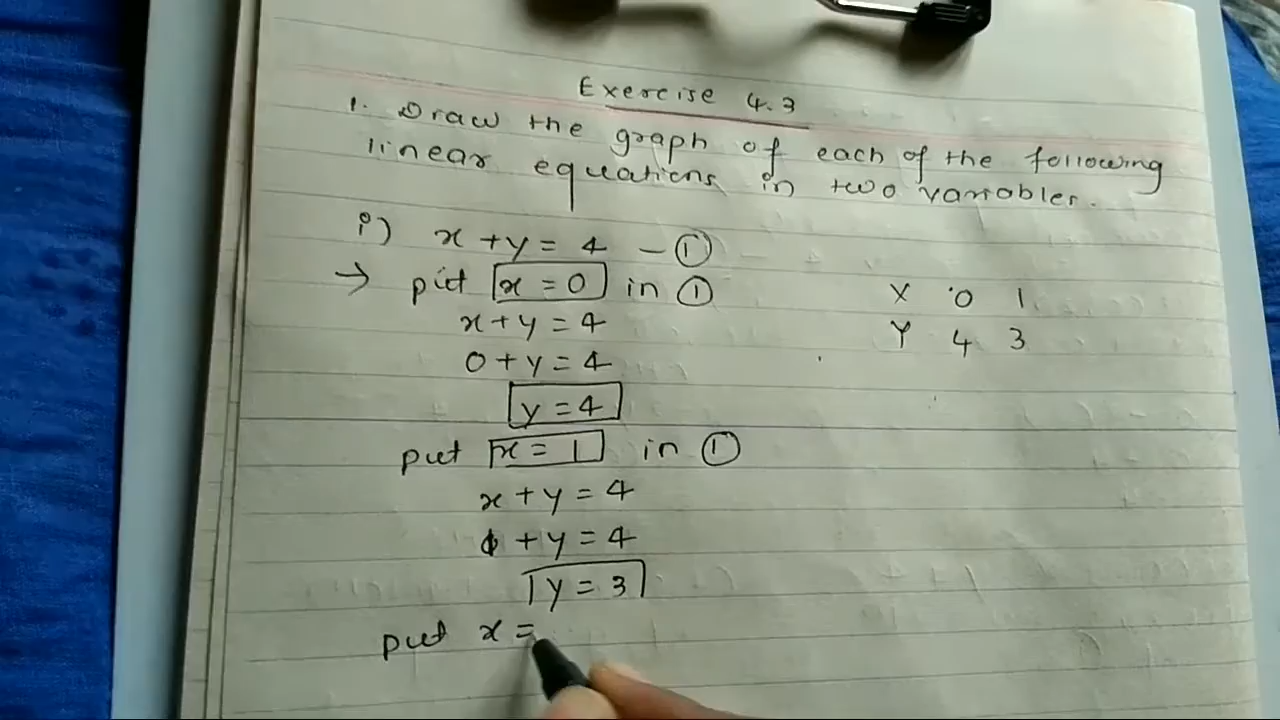 Exercise 4.3
1. Draw the graph of each of the following
linear equations in two variables.
i) x + y = 4 - ①
→ put x = 0 in ①
x + y = 4
0 + y = 4
y = 4
put x = 1 in ①
x + y = 4
1 + y = 4
y = 3
put x =
X 0 1
Y 4 3